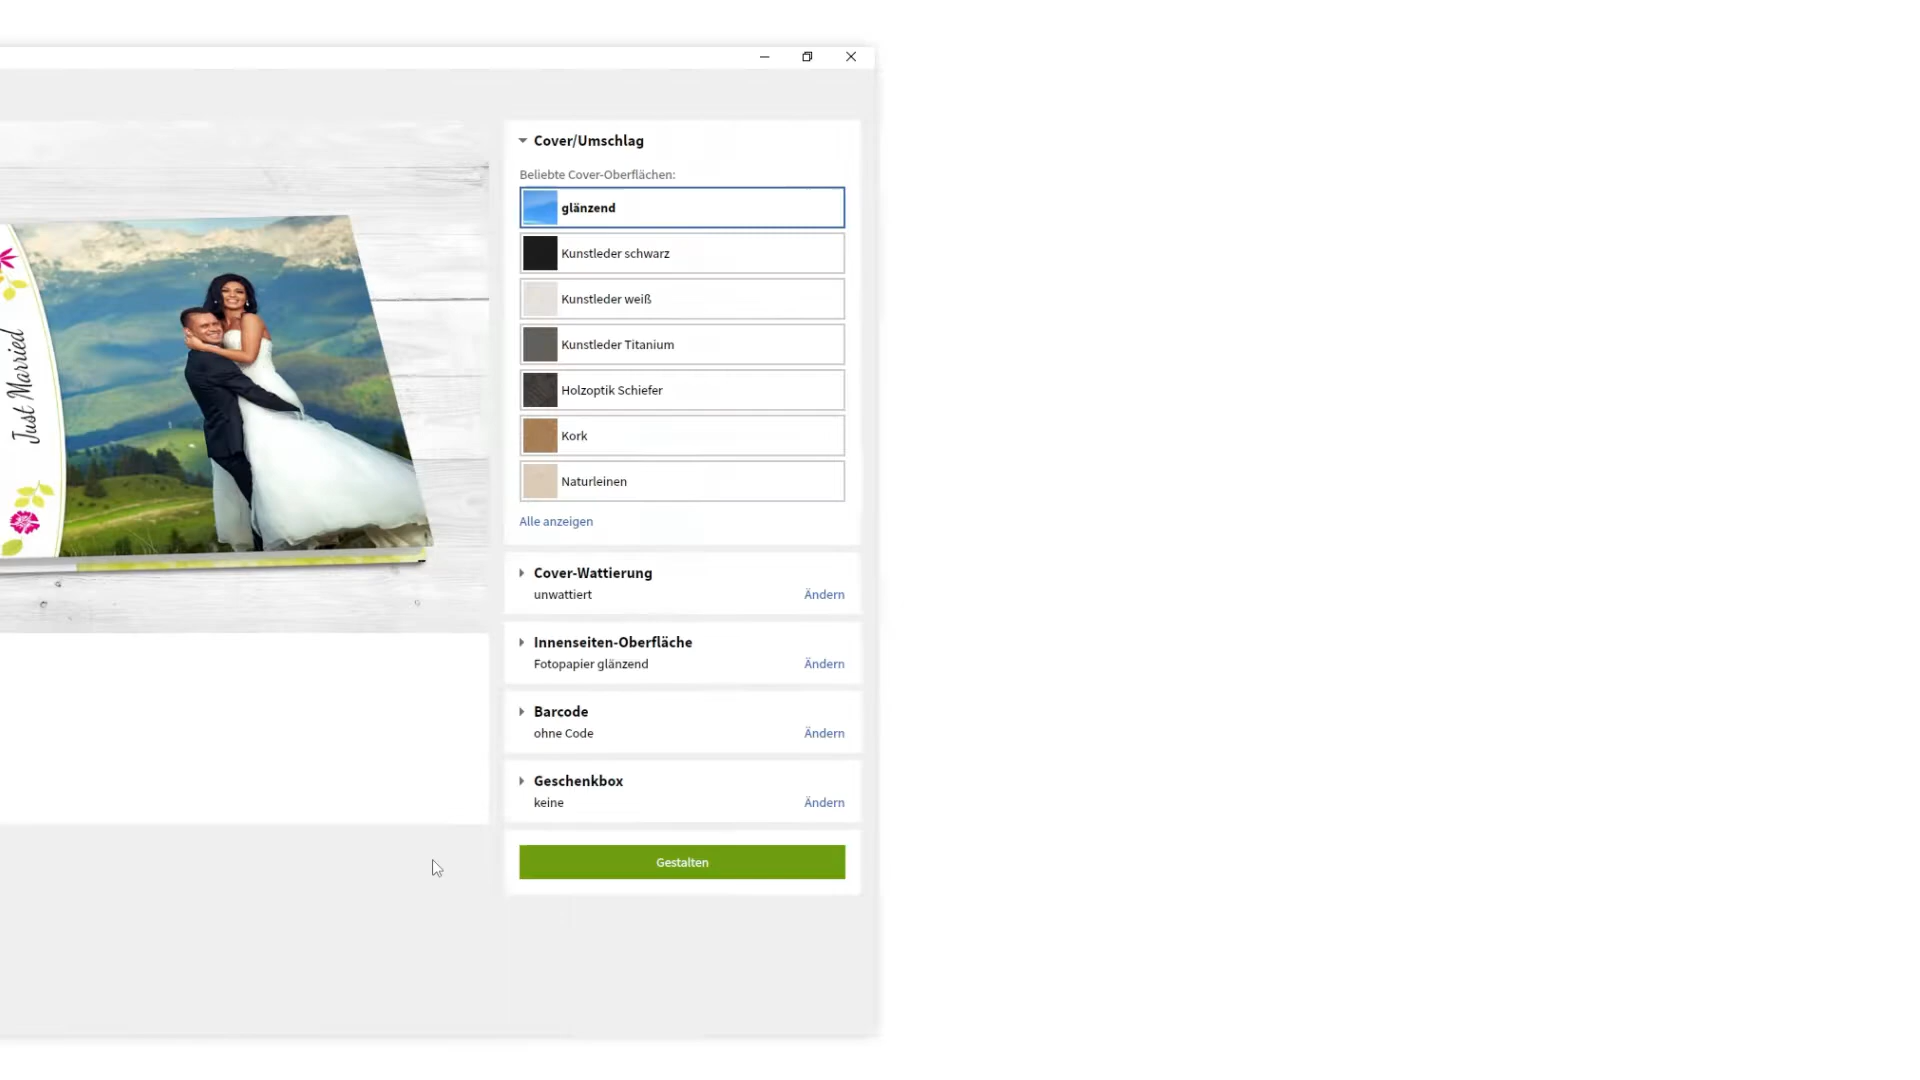 Just Married
Cover/Umschlag
Beliebte Cover-Oberflächen:
glänzend
Kunstleder schwarz
Kunstleder weiß
Kunstleder Titanium
Holzoptik Schiefer
Kork
Naturleinen
Alle anzeigen
Cover-Wattierung
unwattiert Ändern
Innenseiten-Oberfläche
Fotopapier glänzend Ändern
Barcode
ohne Code Ändern
Geschenkbox
keine Ändern
Gestalten